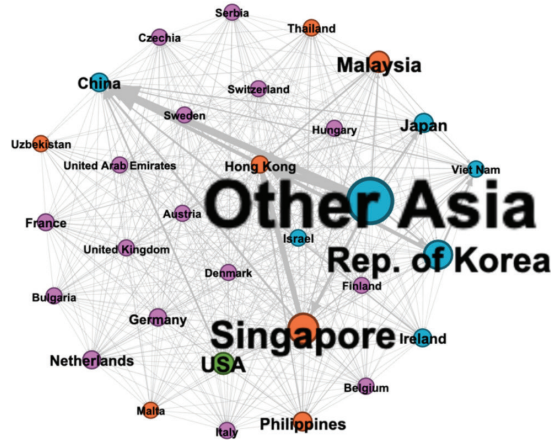 Serbia
Thailand
Czechia
Malaysia
China
Switzerland
Sweden
Japan
Hungary
Uzbekistan
United Arab Emirates
Hong Kong
Viet Nam
Other Asia
Austria
France
Israel
United Kingdom
Rep. of Korea
Denmark
Finland
Bulgaria
Germany
Singapore
Ireland
Netherlands
USA
Belgium
Malta
Philippines
Italy